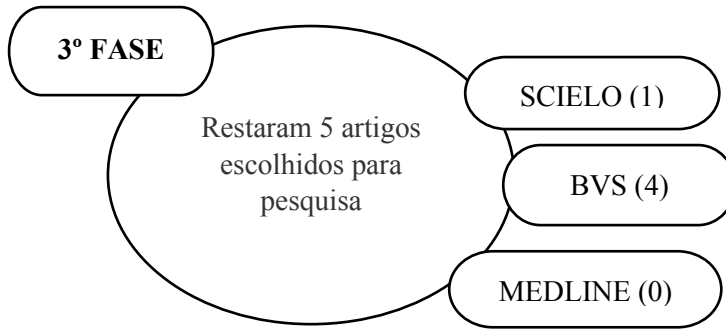 3º FASE
Restaram 5 artigos
escolhidos para
pesquisa
SCIELO (1)
BVS (4)
MEDLINE (0)